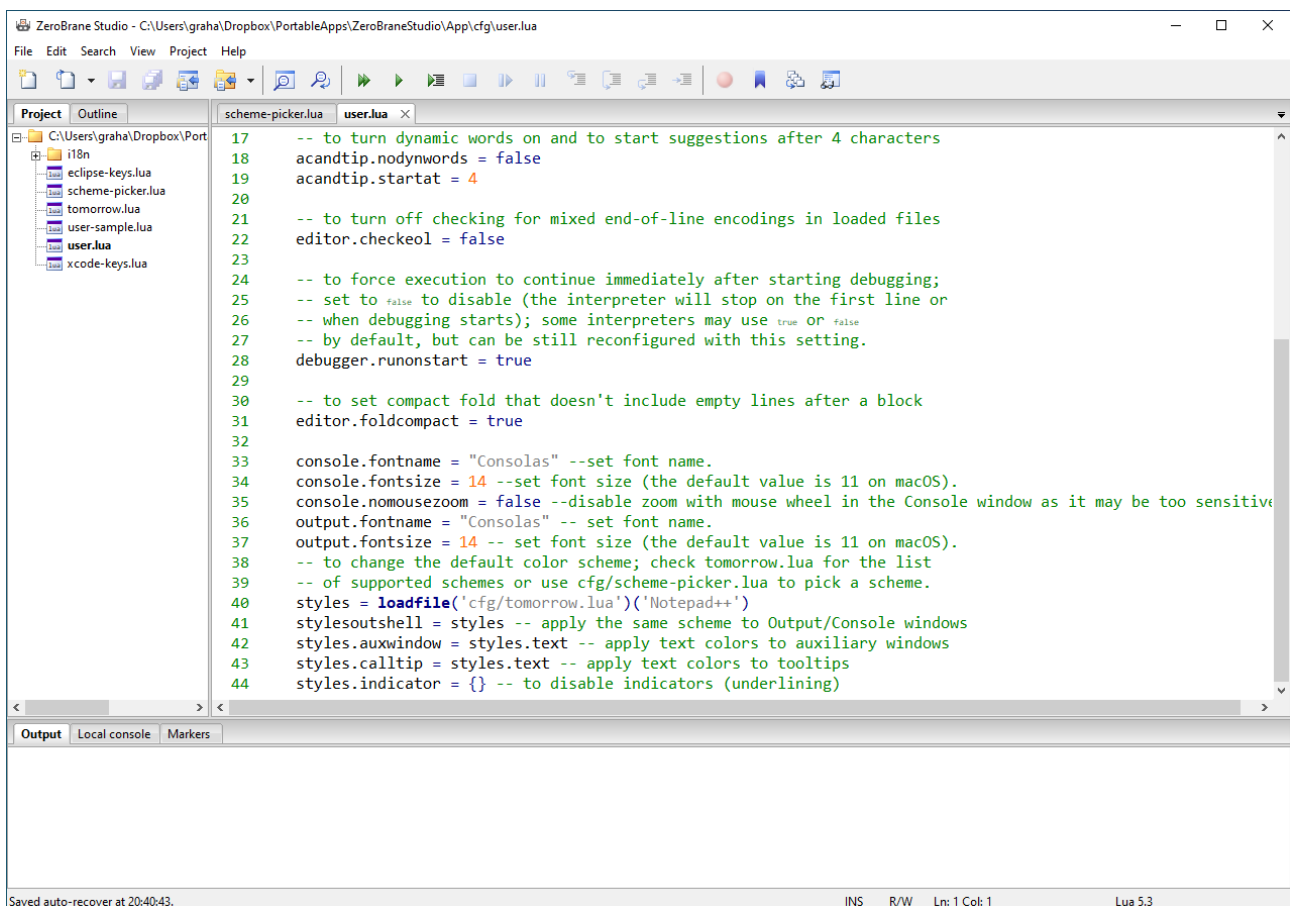 ZeroBrane Studio - C:\Users\graha\Dropbox\PortableApps\ZeroBraneStudio\App\cfg\user.lua
File Edit Search View Project Help
Project Outline
C:\Users\graha\Dropbox\Port
i18n
eclipse-keys.lua
scheme-picker.lua
tomorrow.lua
user-sample.lua
user.lua
xcode-keys.lua
scheme-picker.lua user.lua
17 -- to turn dynamic words on and to start suggestions after 4 characters
18 acandtip.nodynwords = false
19 acandtip.startat = 4
20
21 -- to turn off checking for mixed end-of-line encodings in loaded files
22 editor.checkeol = false
23
24 -- to force execution to continue immediately after starting debugging;
25 -- set to false to disable (the interpreter will stop on the first line or
26 -- when debugging starts); some interpreters may use true or false
27 -- by default, but can be still reconfigured with this setting.
28 debugger.runonstart = true
29
30 -- to set compact fold that doesn't include empty lines after a block
31 editor.foldcompact = true
32
33 console.fontname = "Consolas" --set font name.
34 console.fontsize = 14 --set font size (the default value is 11 on macOS).
35 console.nomousezoom = false --disable zoom with mouse wheel in the Console window as it may be too sensitive
36 output.fontname = "Consolas" -- set font name.
37 output.fontsize = 14 -- set font size (the default value is 11 on macOS).
38 -- to change the default color scheme; check tomorrow.lua for the list
39 -- of supported schemes or use cfg/scheme-picker.lua to pick a scheme.
40 styles = loadfile('cfg/tomorrow.lua')('Notepad++')
41 stylesoutshell = styles -- apply the same scheme to Output/Console windows
42 styles.auxwindow = styles.text -- apply text colors to auxiliary windows
43 styles.calltip = styles.text -- apply text colors to tooltips
44 styles.indicator = {} -- to disable indicators (underlining)
Output Local console Markers
Saved auto-recover at 20:40:43. INS R/W Ln: 1 Col: 1 Lua 5.3